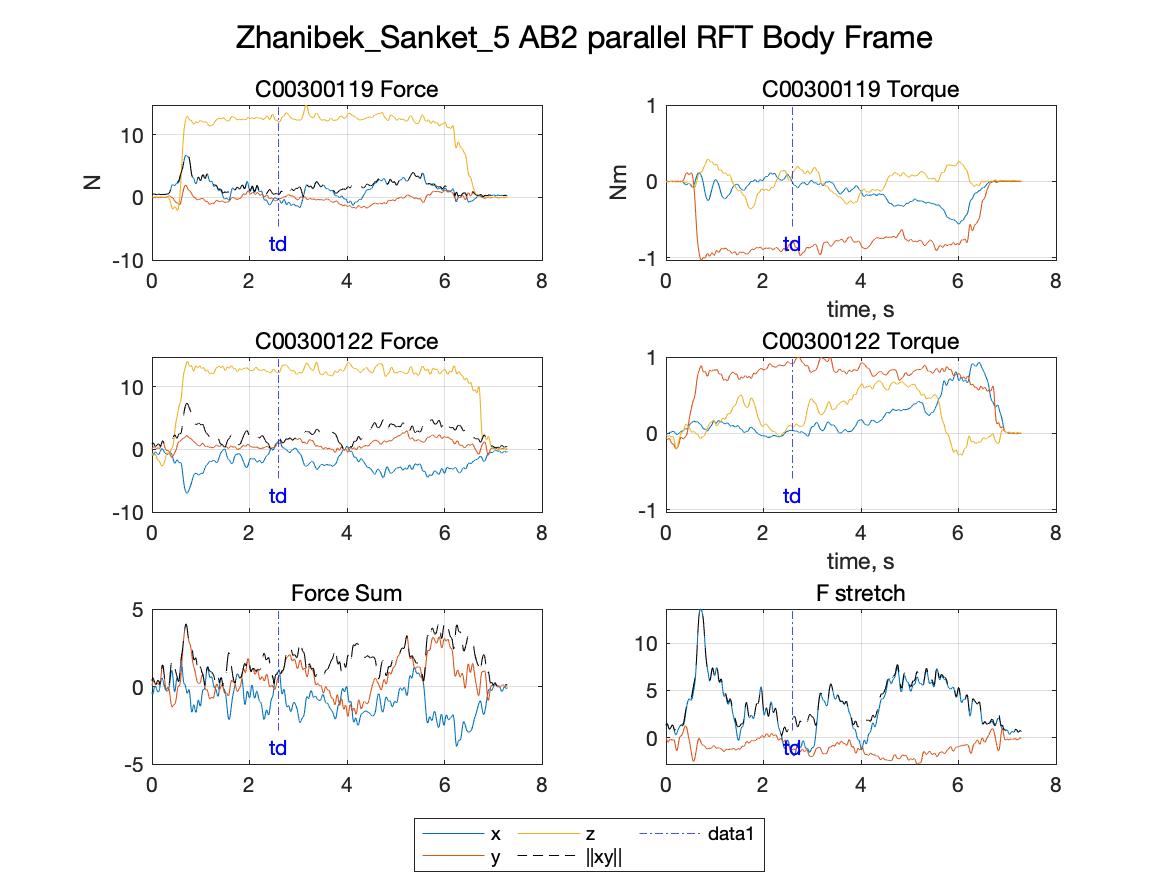 Zhanibek_Sanket_5 AB2 parallel RFT Body Frame
C00300119 Force
N
10
0
-10
td
0 2 4 6 8
C00300119 Torque
Nm
1
0
-1
td
0 2 4 6 8
time, s
C00300122 Force
10
0
-10
td
0 2 4 6 8
C00300122 Torque
1
0
-1
td
0 2 4 6 8
time, s
Force Sum
5
0
-5
td
0 2 4 6 8
F stretch
10
5
0
td
0 2 4 6 8
x z data1
y ||xy||